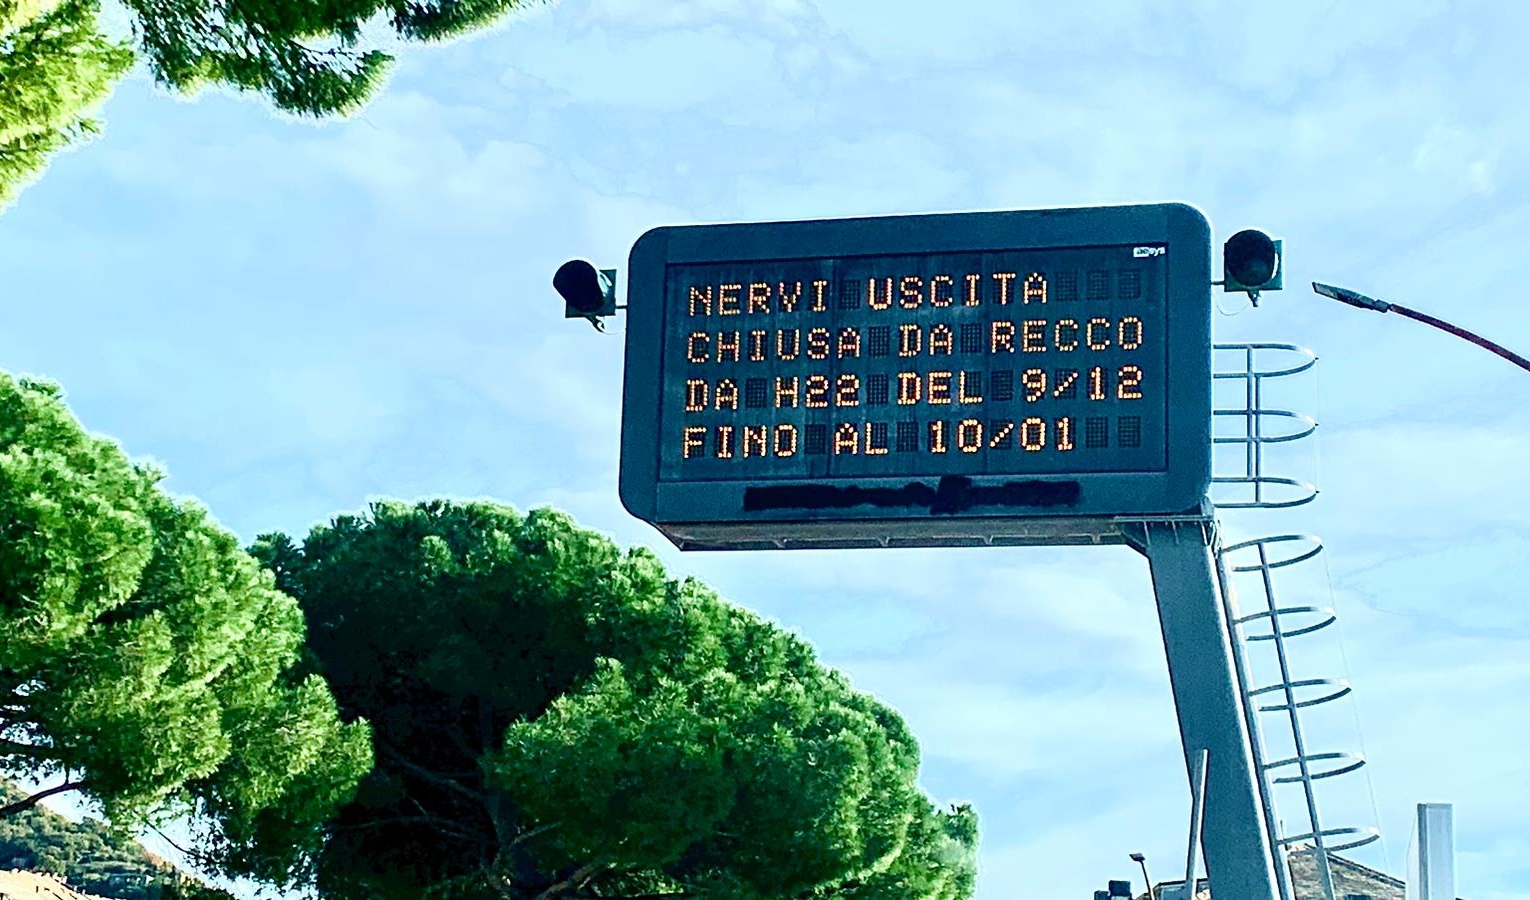 NERVI USCITA
CHIUSA DA RECCO
DA H22 DEL 9/12
FINO AL 10/01